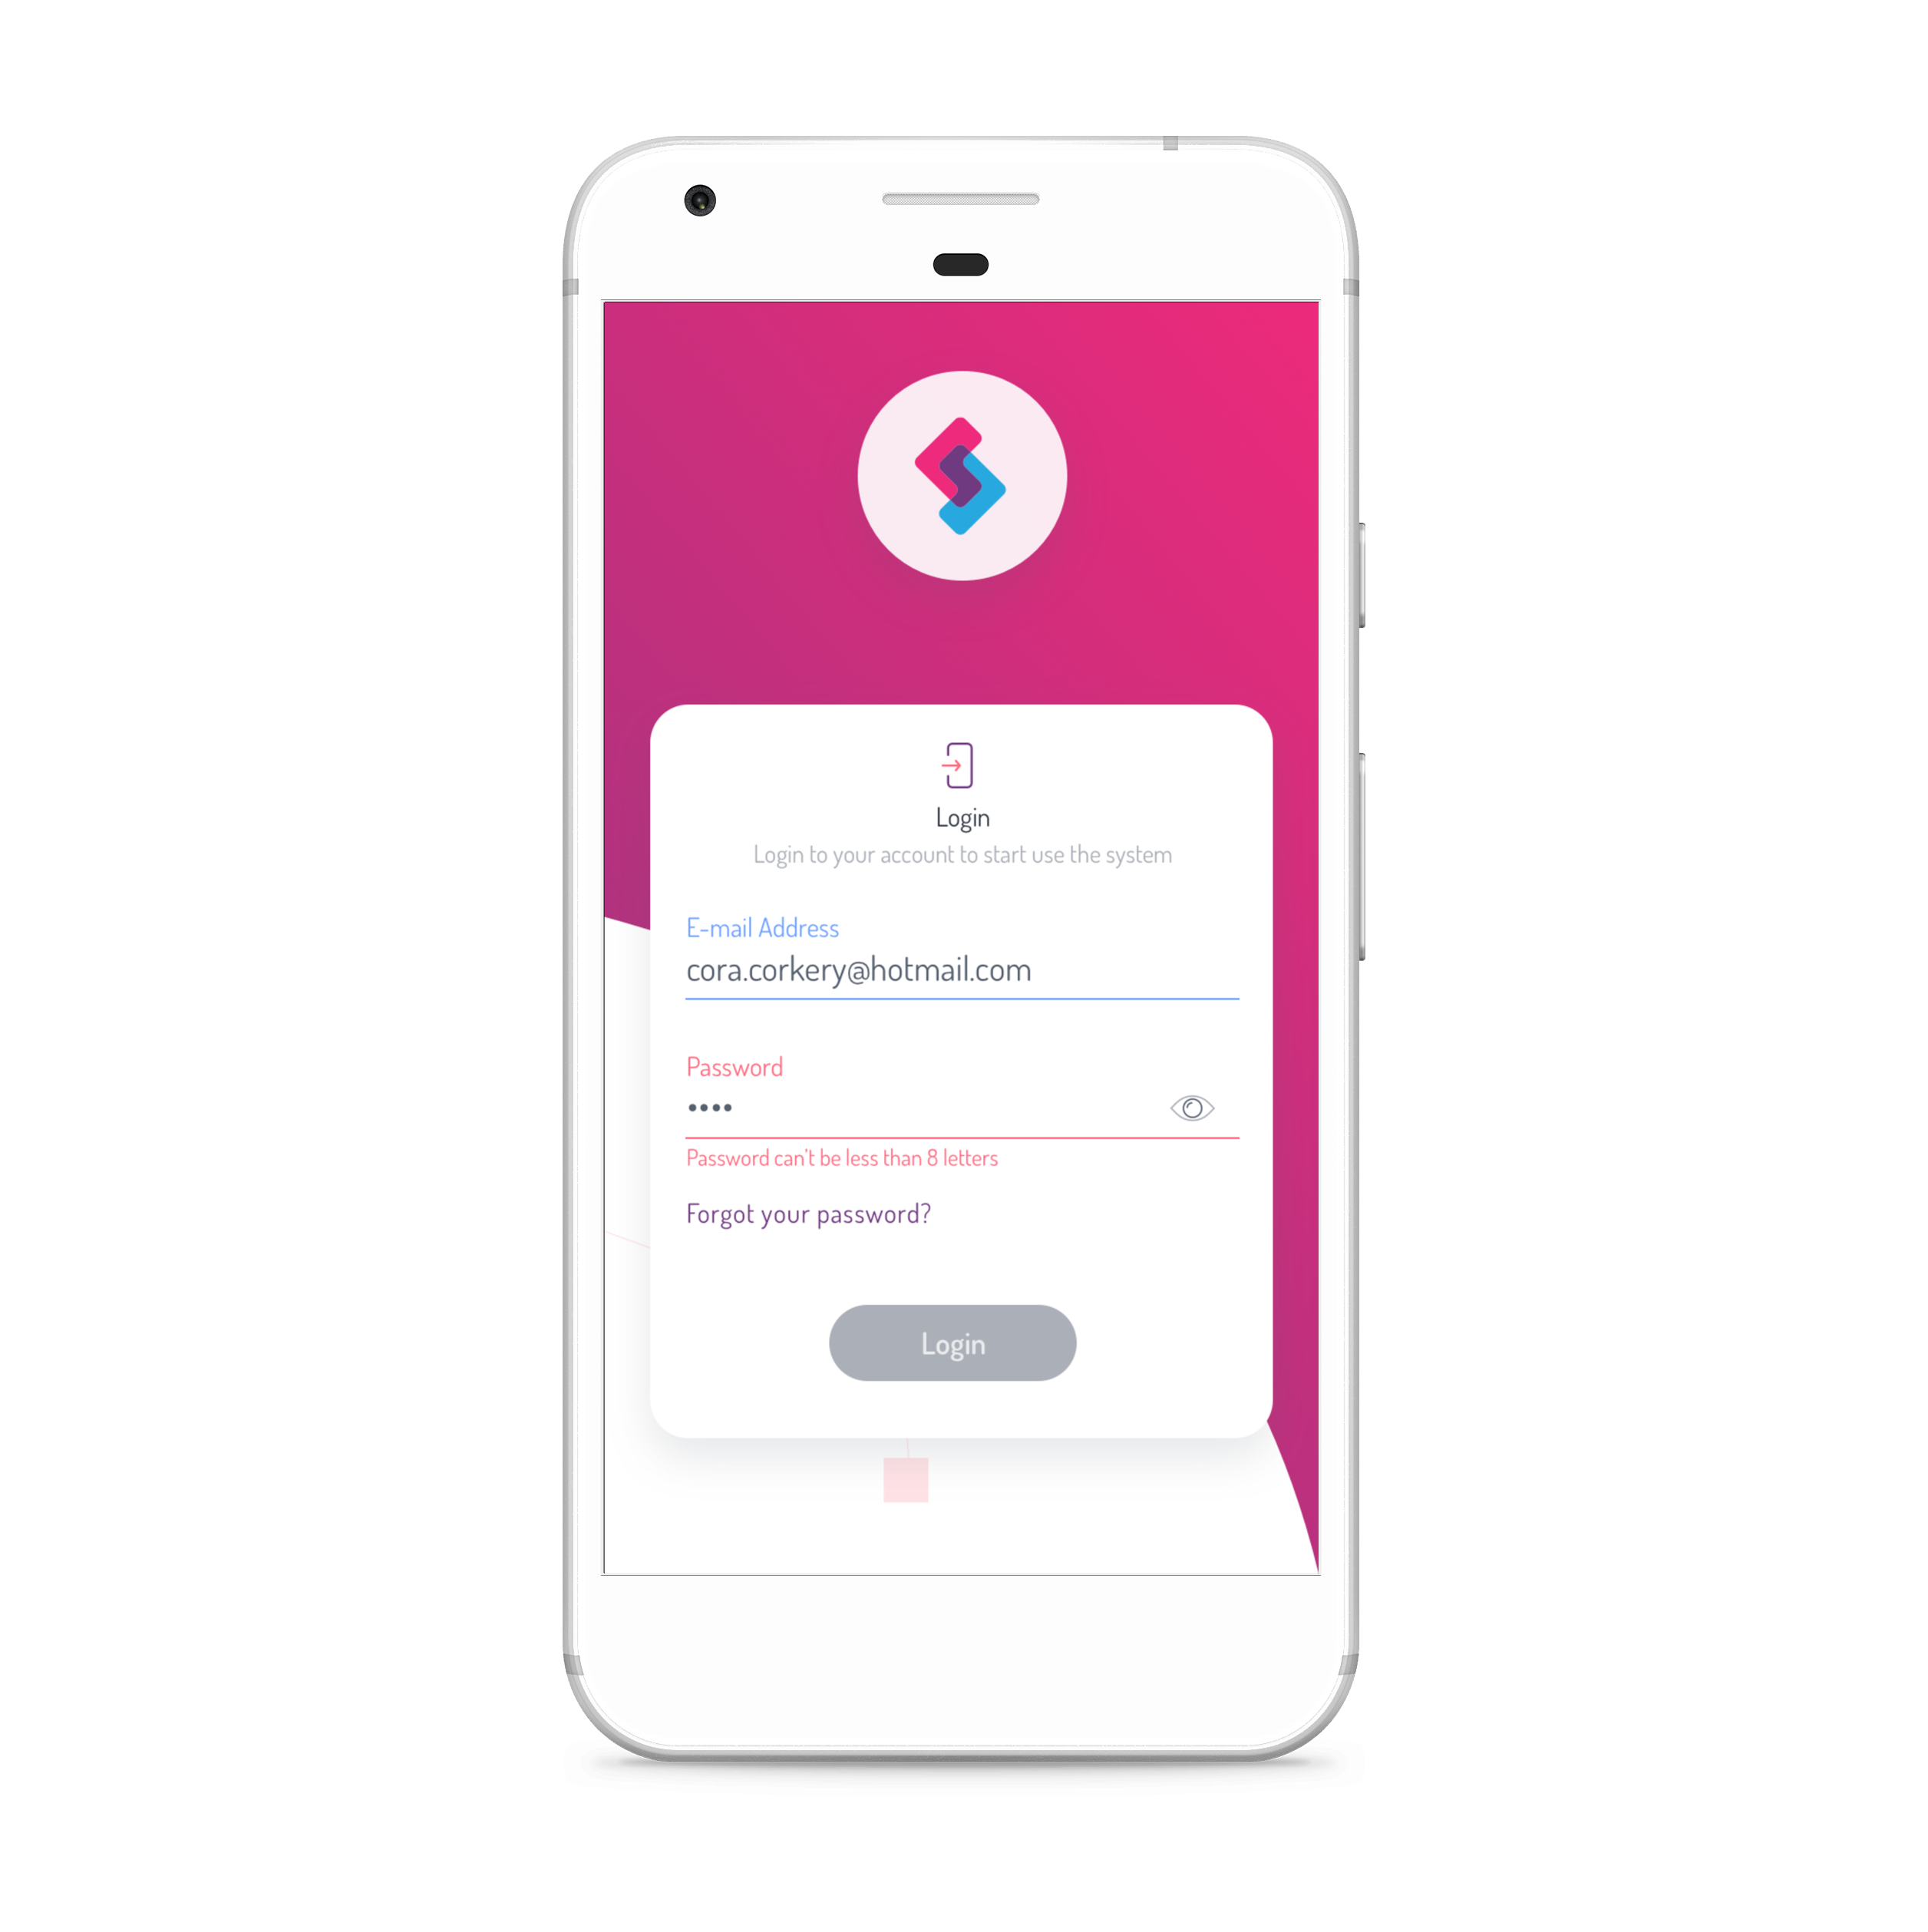 Login
Login to your account to start use the system
E-mail Address
cora.corkery@hotmail.com
Password
••••
Password can't be less than 8 letters
Forgot your password?
Login